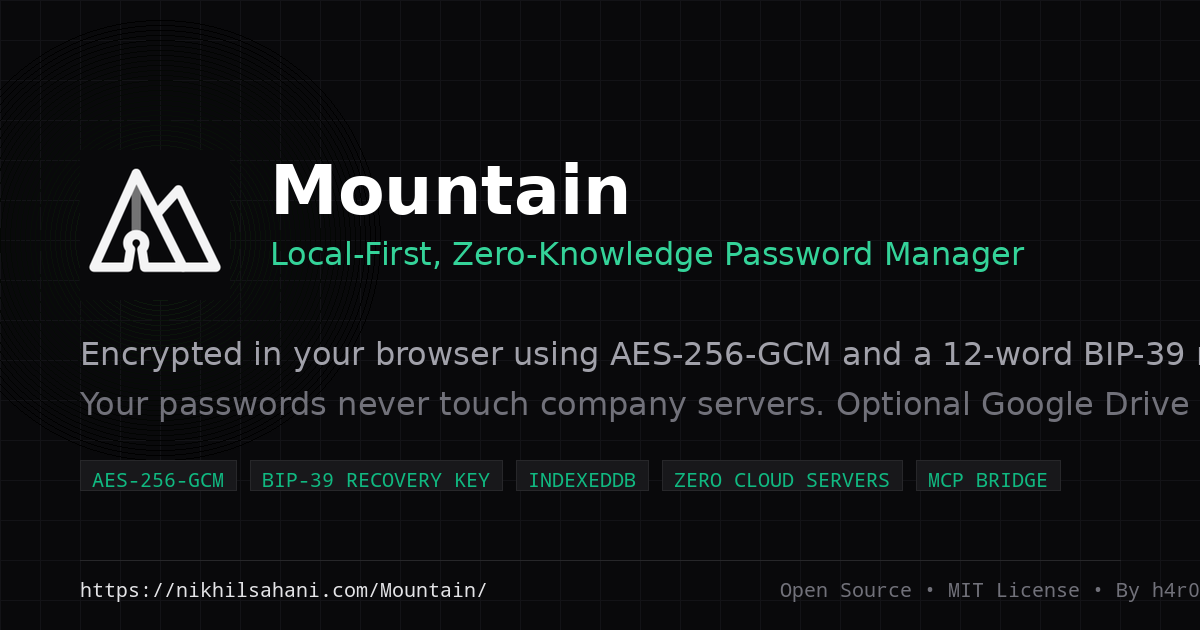 Mountain
Local-First, Zero-Knowledge Password Manager
Encrypted in your browser using AES-256-GCM and a 12-word BIP-39
Your passwords never touch company servers. Optional Google Drive
AES-256-GCM BIP-39 RECOVERY KEY INDEXEDDB ZERO CLOUD SERVERS MCP BRIDGE
https://nikhilsahani.com/Mountain/
Open Source • MIT License • By h4r0